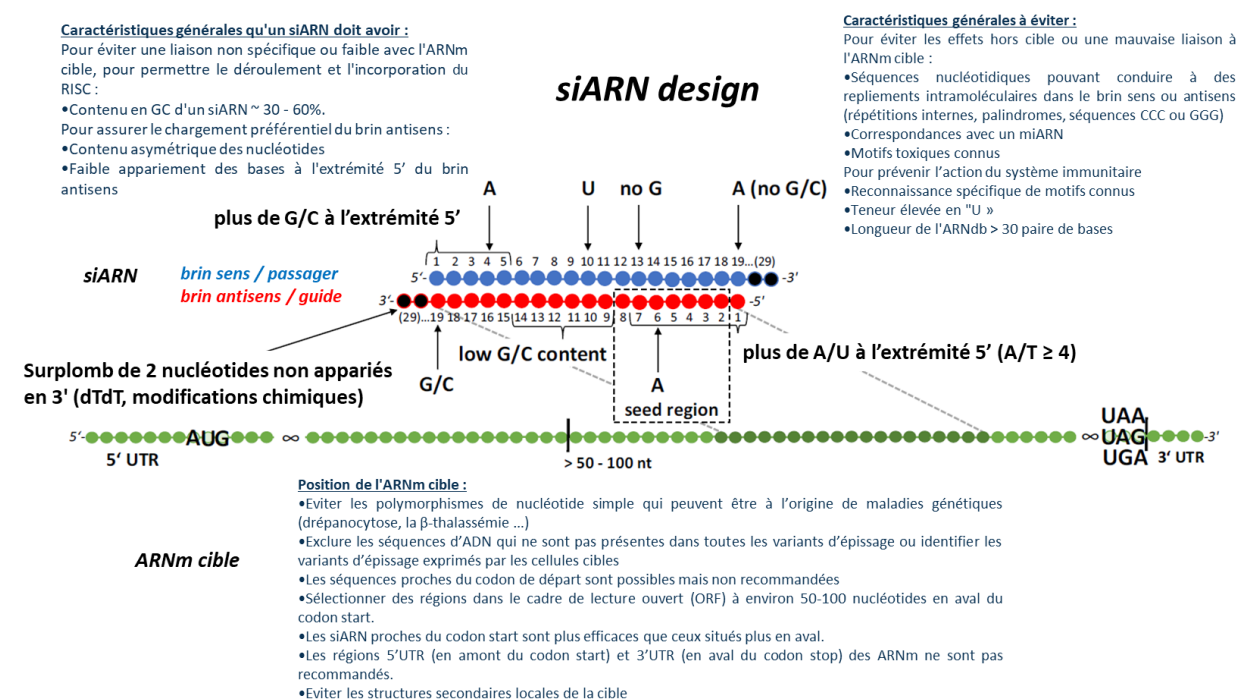 Caractéristiques générales qu'un siARN doit avoir :
Pour éviter une liaison non spécifique ou faible avec l'ARNm
cible, pour permettre le déroulement et l'incorporation du
RISC :
•Contenu en GC d'un siARN ~ 30 - 60%.
Pour assurer le chargement préférentiel du brin antisens :
•Contenu asymétrique des nucléotides
•Faible appariement des bases à l'extrémité 5’ du brin
antisens
siARN design
Caractéristiques générales à éviter :
Pour éviter les effets hors cible ou une mauvaise liaison à
l'ARNm cible :
•Séquences nucléotidiques pouvant conduire à des
repliements intramoléculaires dans le brin sens ou antisens
(répétitions internes, palindromes, séquences CCC ou GGG)
•Correspondances avec un miARN
•Motifs toxiques connus
Pour prévenir l’action du système immunitaire
•Reconnaissance spécifique de motifs connus
•Teneur élevée en "U »
•Longueur de l'ARNdb > 30 paire de bases
A U no G A (no G/C)
plus de G/C à l’extrémité 5’
1 2 3 4 5 6 7 8 9 10 11 12 13 14 15 16 17 18 19...(29)
siARN
brin sens / passager
5’- -3’
brin antisens / guide
3’- -5’
(29)...19 18 17 16 15 14 13 12 11 10 9 8 7 6 5 4 3 2 1
low G/C content
plus de A/U à l’extrémité 5’ (A/T ≥ 4)
Surplomb de 2 nucléotides non appariés
en 3' (dTdT, modifications chimiques)
G/C
A
seed region
5’- AUG ∞ ∞ UAA
UAG -3’
UGA
5‘ UTR
> 50 - 100 nt
3’ UTR
ARNm cible
Position de l'ARNm cible :
•Eviter les polymorphismes de nucléotide simple qui peuvent être à l’origine de maladies génétiques
(drépanocytose, la β-thalassémie ...)
•Exclure les séquences d’ADN qui ne sont pas présentes dans toutes les variants d’épissage ou identifier les
variants d’épissage exprimés par les cellules cibles
•Les séquences proches du codon de départ sont possibles mais non recommandées
•Sélectionner des régions dans le cadre de lecture ouvert (ORF) à environ 50-100 nucléotides en aval du
codon start.
•Les siARN proches du codon start sont plus efficaces que ceux situés plus en aval.
•Les régions 5’UTR (en amont du codon start) et 3’UTR (en aval du codon stop) des ARNm ne sont pas
recommandés.
•Eviter les structures secondaires locales de la cible